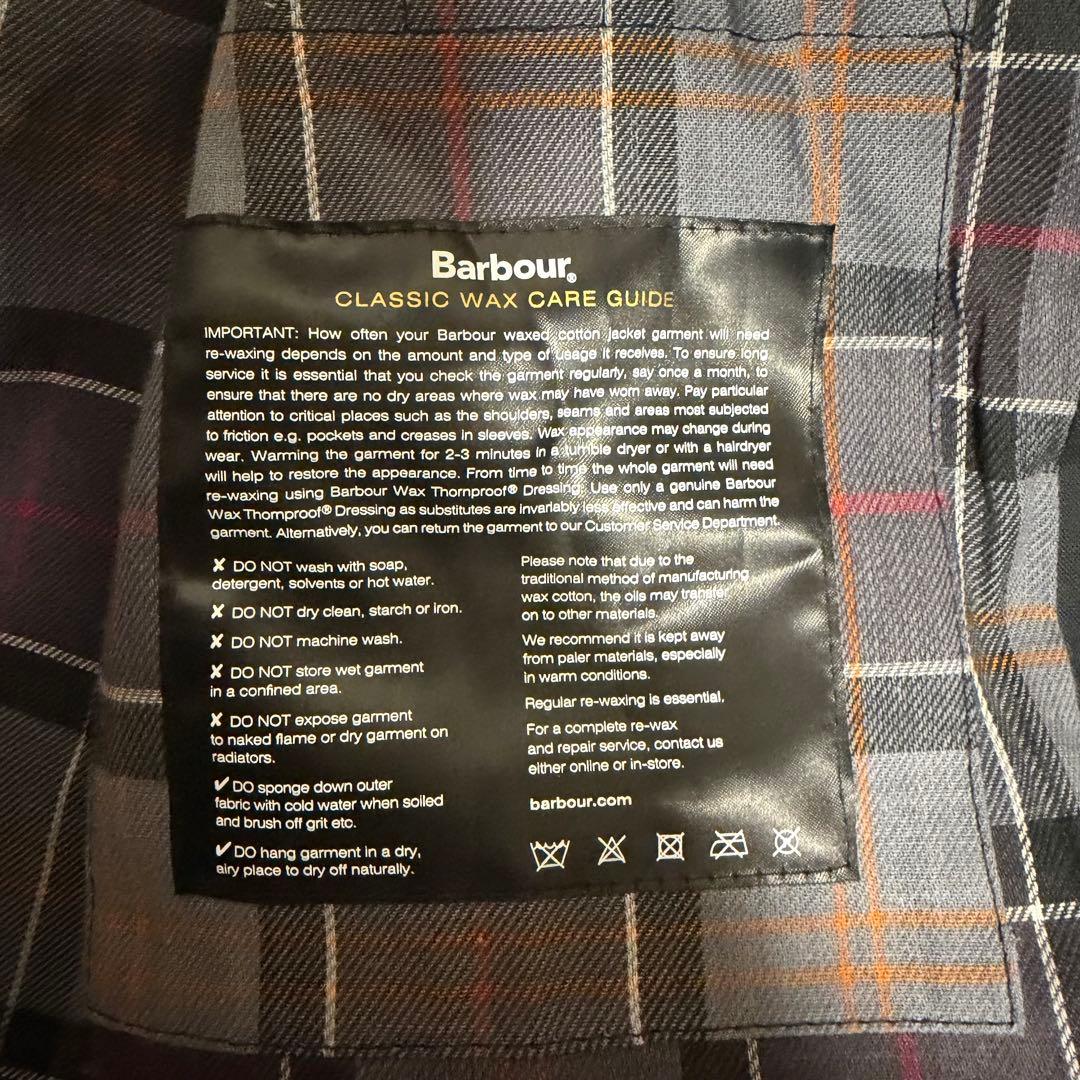 Barbour®
CLASSIC WAX CARE GUIDE
IMPORTANT: How often your Barbour waxed cotton jacket garment will need
re-waxing depends on the amount and type of usage it receives. To ensure long
service it is essential that you check the garment regularly, say once a month, to
ensure that there are no dry areas where wax may have worn away. Pay particular
attention to critical places such as the shoulders, seams and areas most subjected
to friction e.g. pockets and creases in sleeves. Wax appearance may change during
wear. Warming the garment for 2-3 minutes in a tumble dryer or with a hairdryer
will help to restore the appearance. From time to time the whole garment will need
re-waxing using Barbour Wax Thornproof® Dressing. Use only a genuine Barbour
Wax Thornproof® Dressing as substitutes are invariably less effective and can harm the
garment. Alternatively, you can return the garment to our Customer Service Department.
✘ DO NOT wash with soap,
detergent, solvents or hot water.
✘ DO NOT dry clean, starch or iron.
✘ DO NOT machine wash.
✘ DO NOT store wet garment
in a confined area.
✘ DO NOT expose garment
to naked flame or dry garment on
radiators.
✔ DO sponge down outer
fabric with cold water when soiled
and brush off grit etc.
✔ DO hang garment in a dry,
airy place to dry off naturally.
Please note that due to the
traditional method of manufacturing
wax cotton, the oils may transfer
on to other materials.
We recommend it is kept away
from paler materials, especially
in warm conditions.
Regular re-waxing is essential.
For a complete re-wax
and repair service, contact us
either online or in-store.
barbour.com